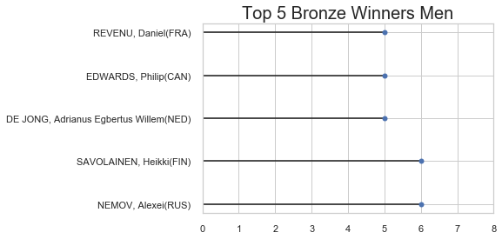 Top 5 Bronze Winners Men
REVENU, Daniel(FRA)
EDWARDS, Philip(CAN)
DE JONG, Adrianus Egbertus Willem(NED)
SAVOLAINEN, Heikki(FIN)
NEMOV, Alexei(RUS)
0 1 2 3 4 5 6 7 8